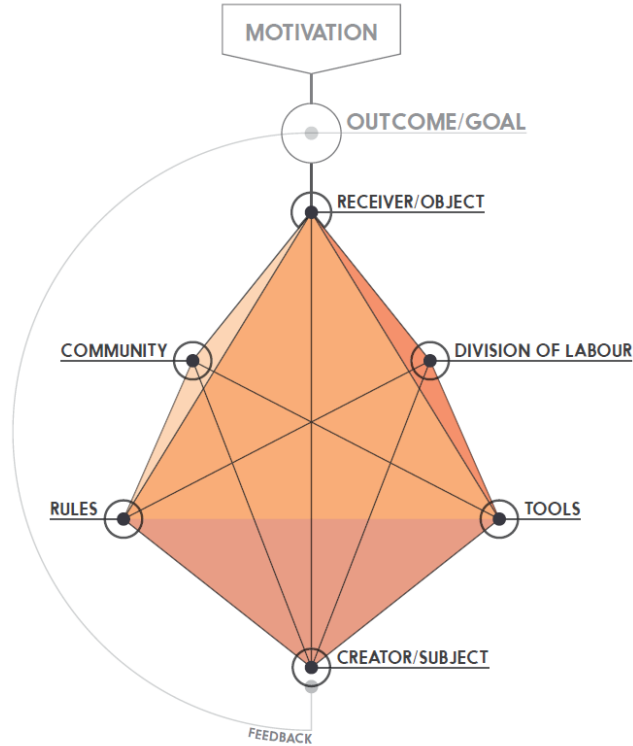 MOTIVATION
OUTCOME/GOAL
RECEIVER/OBJECT
COMMUNITY
DIVISION OF LABOUR
RULES
TOOLS
CREATOR/SUBJECT
FEEDBACK